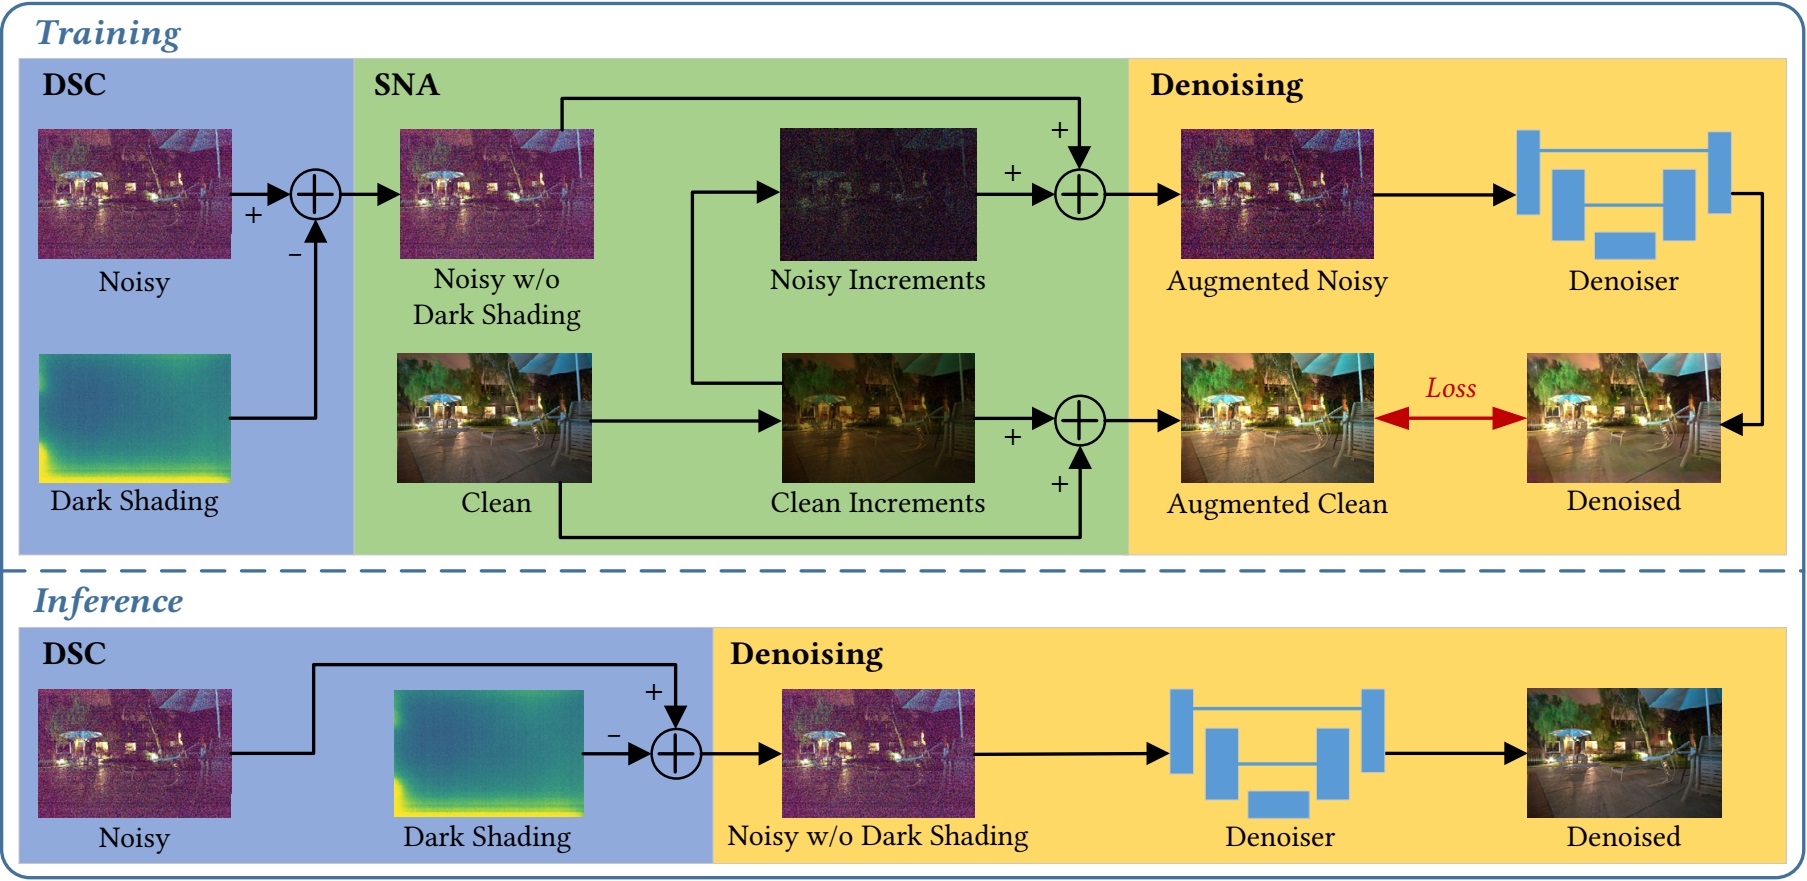 Training
DSC
SNA
Denoising
+
+
+
−
Noisy
Noisy w/o
Dark Shading
Noisy Increments
Augmented Noisy
Denoiser
Loss
+
+
Dark Shading
Clean
Clean Increments
Augmented Clean
Denoised
Inference
DSC
Denoising
+
−
Noisy
Dark Shading
Noisy w/o Dark Shading
Denoiser
Denoised